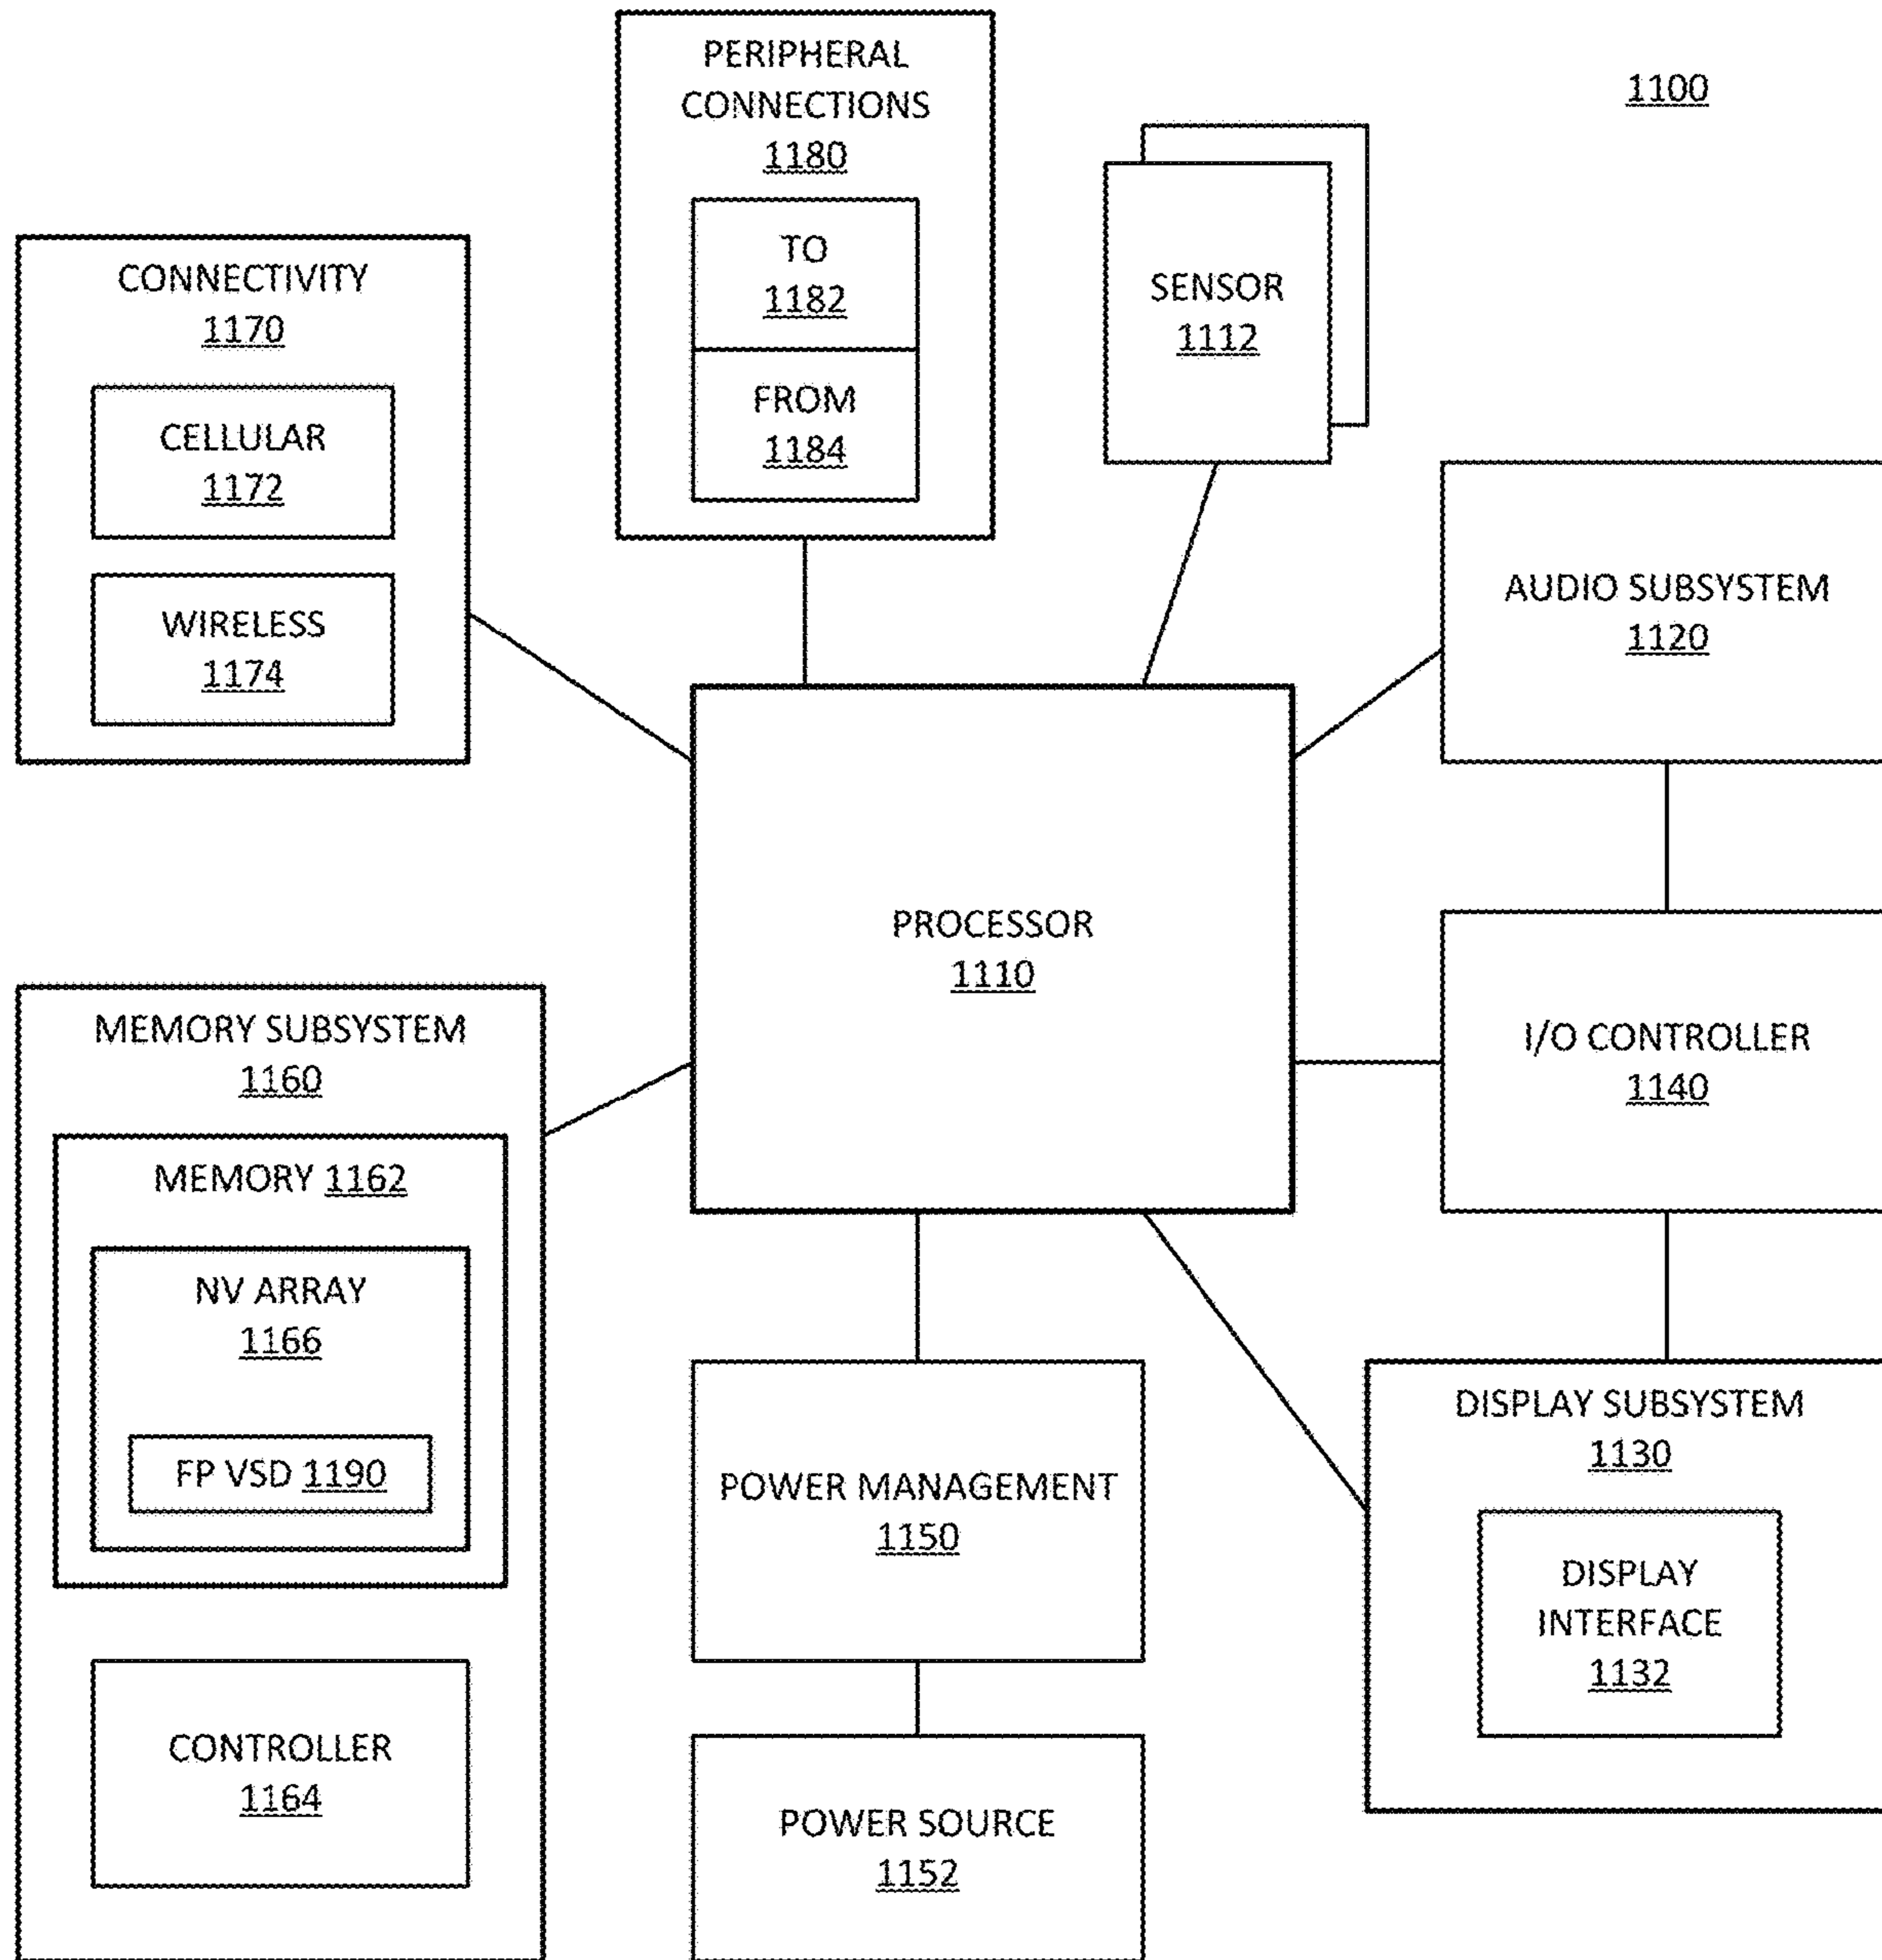 PERIPHERAL
CONNECTIONS
1180
TO
1182
FROM
1184
1100
SENSOR
1112
CONNECTIVITY
1170
CELLULAR
1172
WIRELESS
1174
AUDIO SUBSYSTEM
1120
PROCESSOR
1110
I/O CONTROLLER
1140
MEMORY SUBSYSTEM
1160
MEMORY 1162
NV ARRAY
1166
FP VSD 1190
CONTROLLER
1164
POWER MANAGEMENT
1150
POWER SOURCE
1152
DISPLAY SUBSYSTEM
1130
DISPLAY
INTERFACE
1132